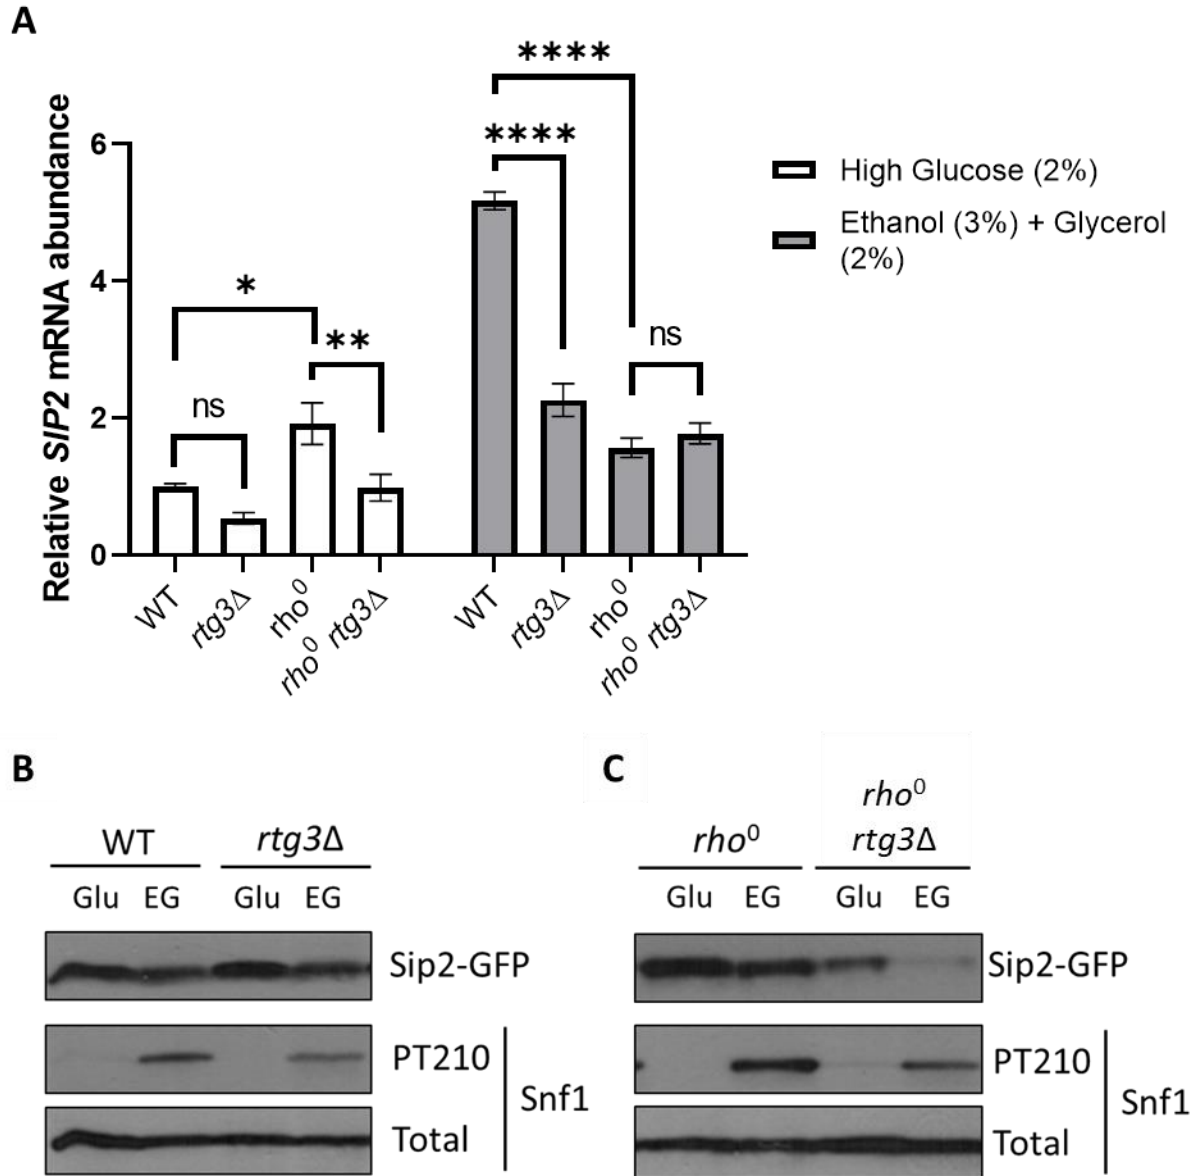 A
Relative SIP2 mRNA abundance
6
4
2
0
****
****
*
**
ns
ns
WT
rtg3Δ
rho⁰
rho⁰ rtg3Δ
WT
rtg3Δ
rho⁰
rho⁰ rtg3Δ
High Glucose (2%)
Ethanol (3%) + Glycerol
(2%)
B
WT rtg3Δ
Glu EG Glu EG
Sip2-GFP
PT210
Snf1
Total
C
rho⁰
rho⁰ rtg3Δ
Glu EG Glu EG
Sip2-GFP
PT210
Snf1
Total